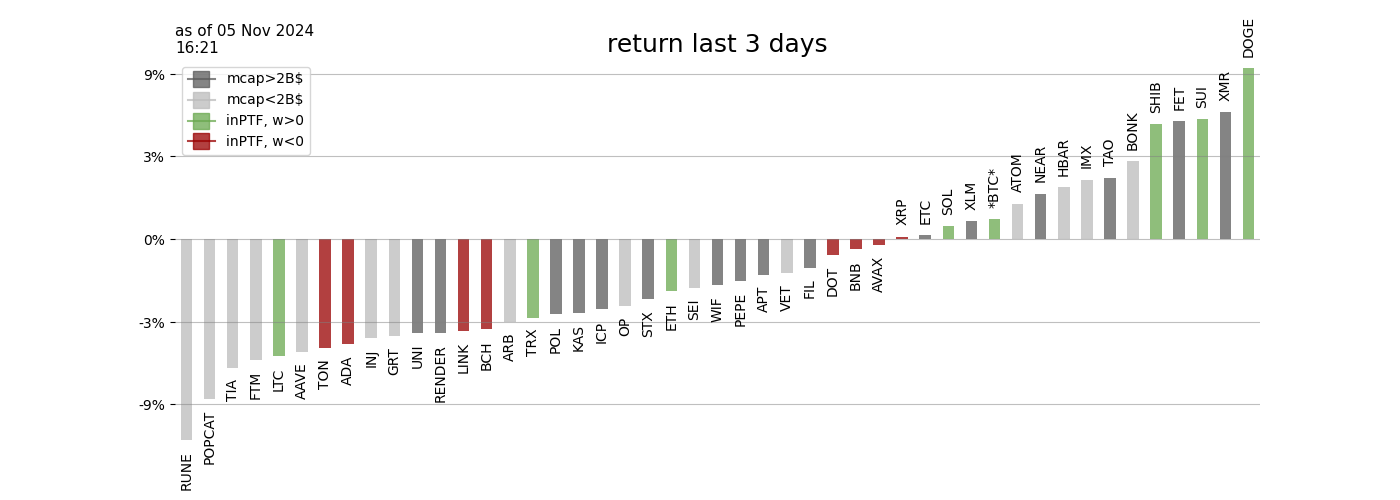 as of 05 Nov 2024
16:21
return last 3 days
mcap>2B$
mcap<2B$
inPTF, w>0
inPTF, w<0
9%
3%
0%
-3%
-9%
RUNE
POPCAT
TIA
FTM
LTC
AAVE
TON
ADA
INJ
GRT
UNI
RENDER
LINK
BCH
ARB
TRX
POL
KAS
ICP
OP
STX
ETH
SEI
WIF
PEPE
APT
VET
FIL
DOT
BNB
AVAX
XRP
ETC
SOL
XLM
*BTC*
ATOM
NEAR
HBAR
IMX
TAO
BONK
SHIB
FET
SUI
XMR
DOGE